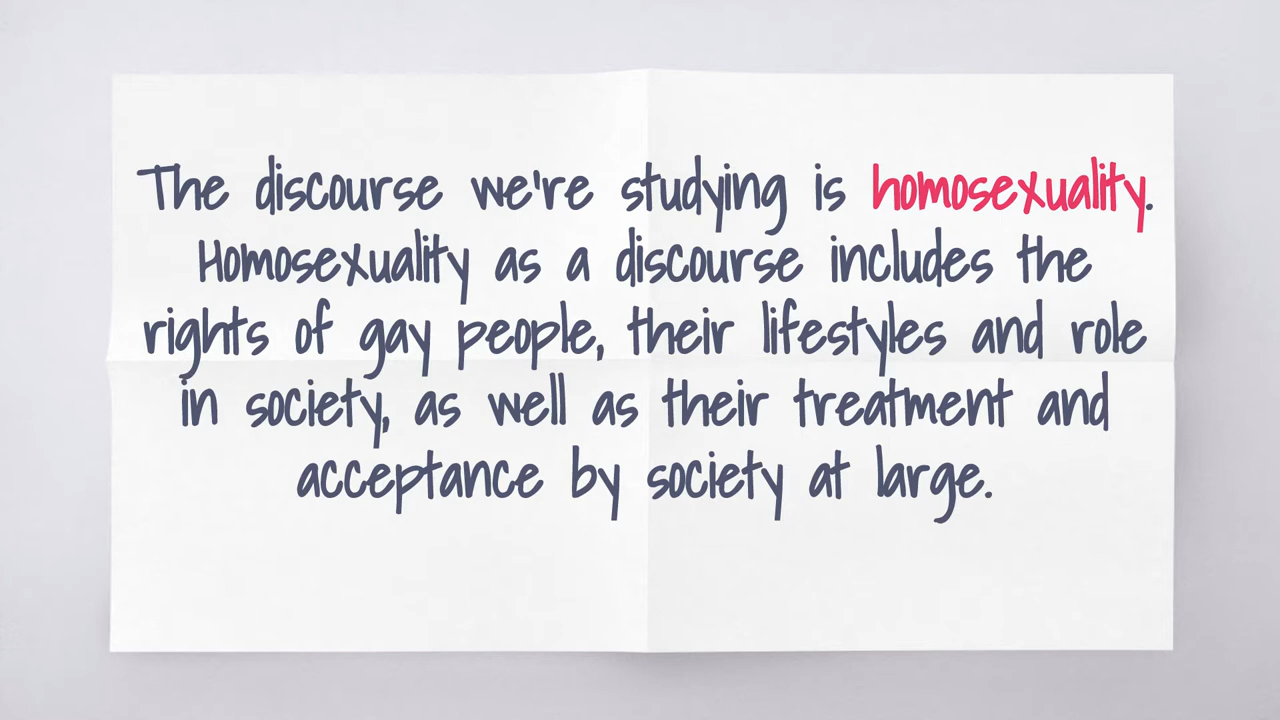 The discourse we're studying is homosexuality.
Homosexuality as a discourse includes the
rights of gay people, their lifestyles and role
in society, as well as their treatment and
acceptance by society at large.